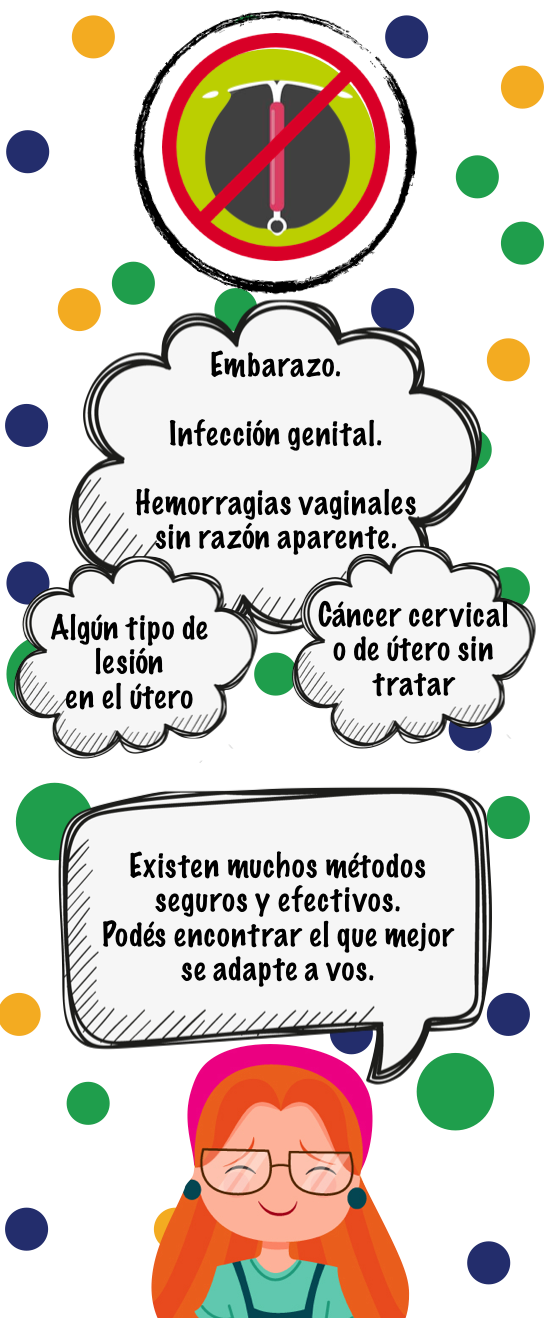 Embarazo.
Infección genital.
Hemorragias vaginales
sin razón aparente.
Algún tipo de
lesión
en el útero
Cáncer cervical
o de útero sin
tratar
Existen muchos métodos
seguros y efectivos.
Podés encontrar el que mejor
se adapte a vos.